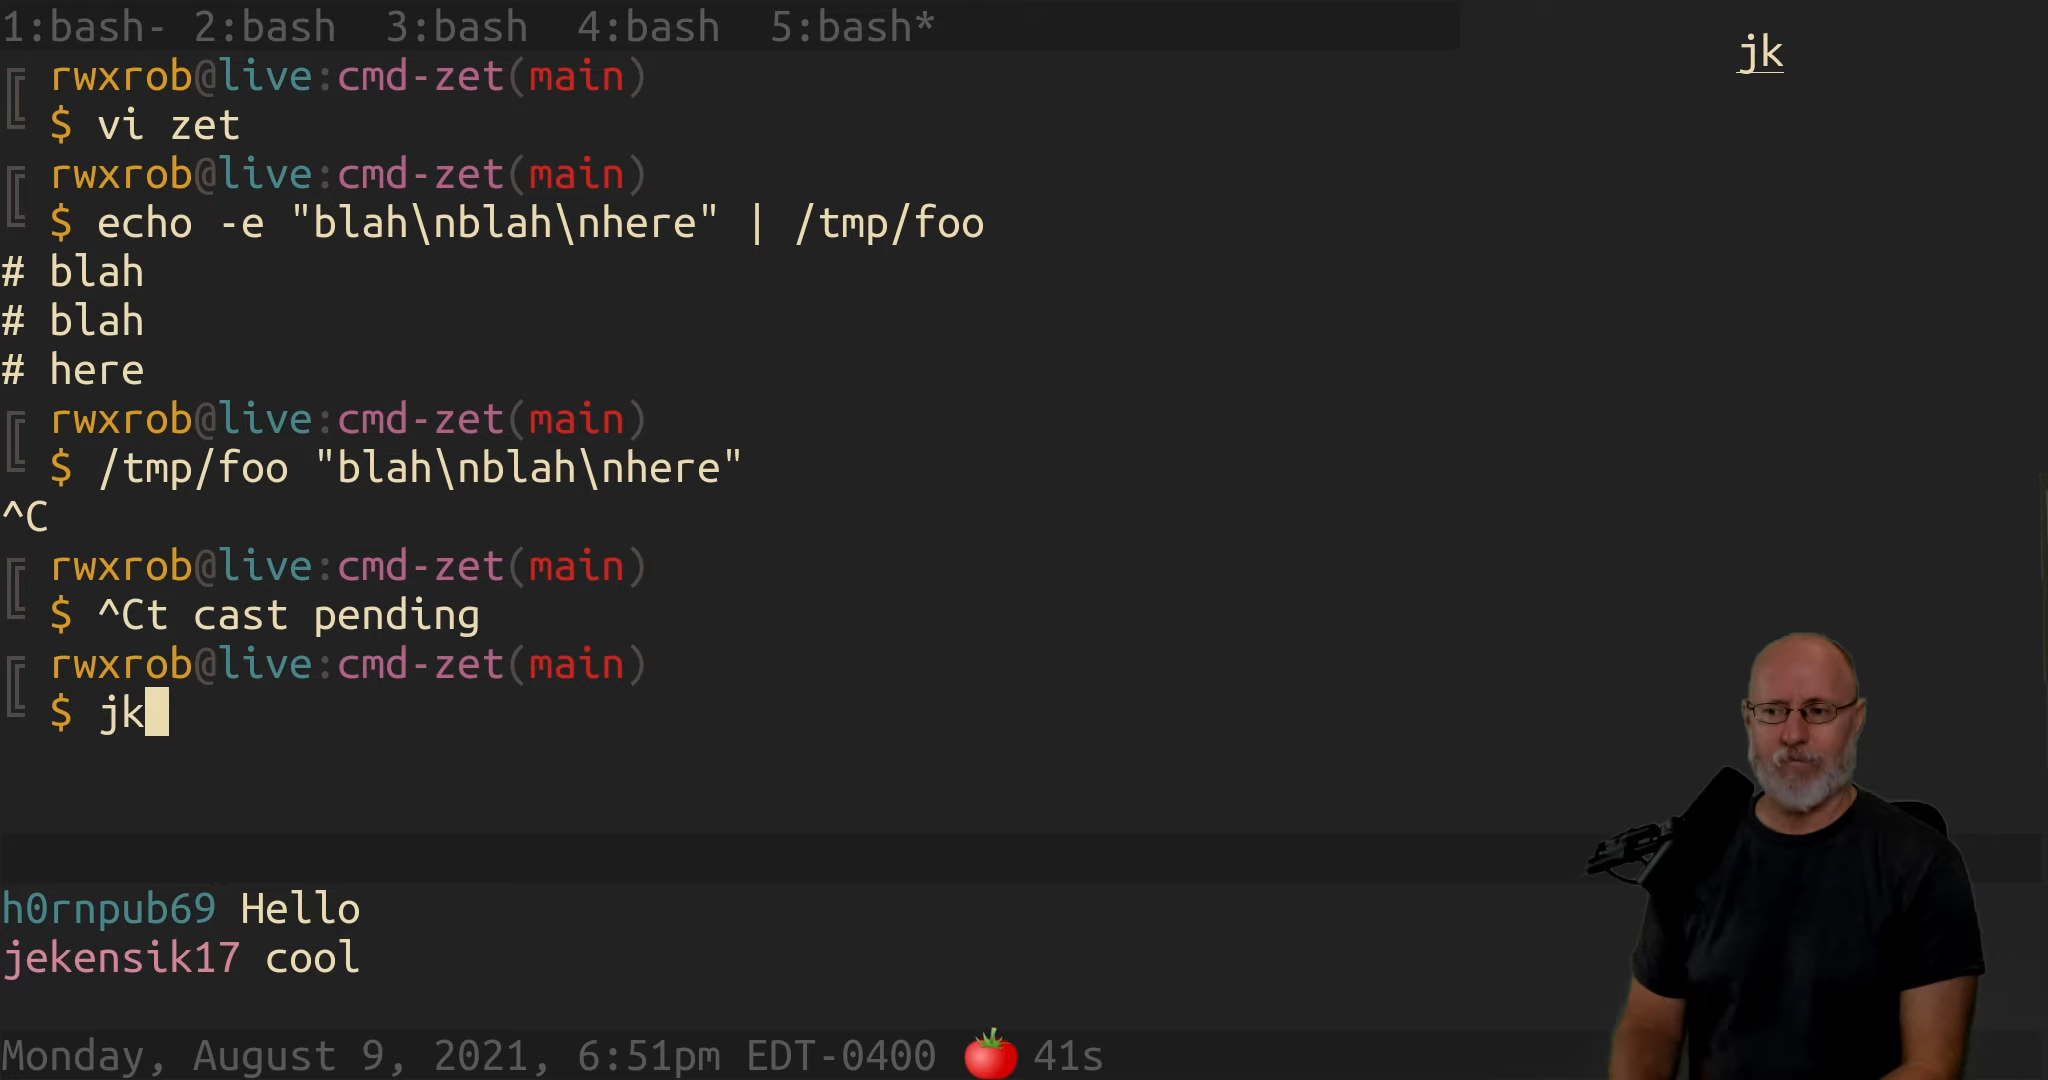 1:bash- 2:bash 3:bash 4:bash 5:bash*
jk
rwxrob@live:cmd-zet(main)
$ vi zet
rwxrob@live:cmd-zet(main)
$ echo -e "blah\nblah\nhere" | /tmp/foo
# blah
# blah
# here
rwxrob@live:cmd-zet(main)
$ /tmp/foo "blah\nblah\nhere"
^C
rwxrob@live:cmd-zet(main)
$ ^Ct cast pending
rwxrob@live:cmd-zet(main)
$ jk
h0rnpub69 Hello
jekensik17 cool
Monday, August 9, 2021, 6:51pm EDT-0400 🍅 41s